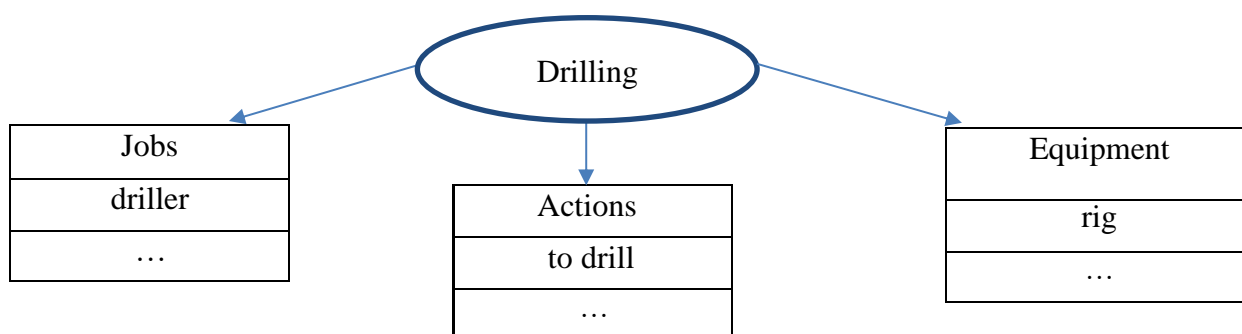 Drilling
Jobs
driller
…
Actions
to drill
…
Equipment
rig
…